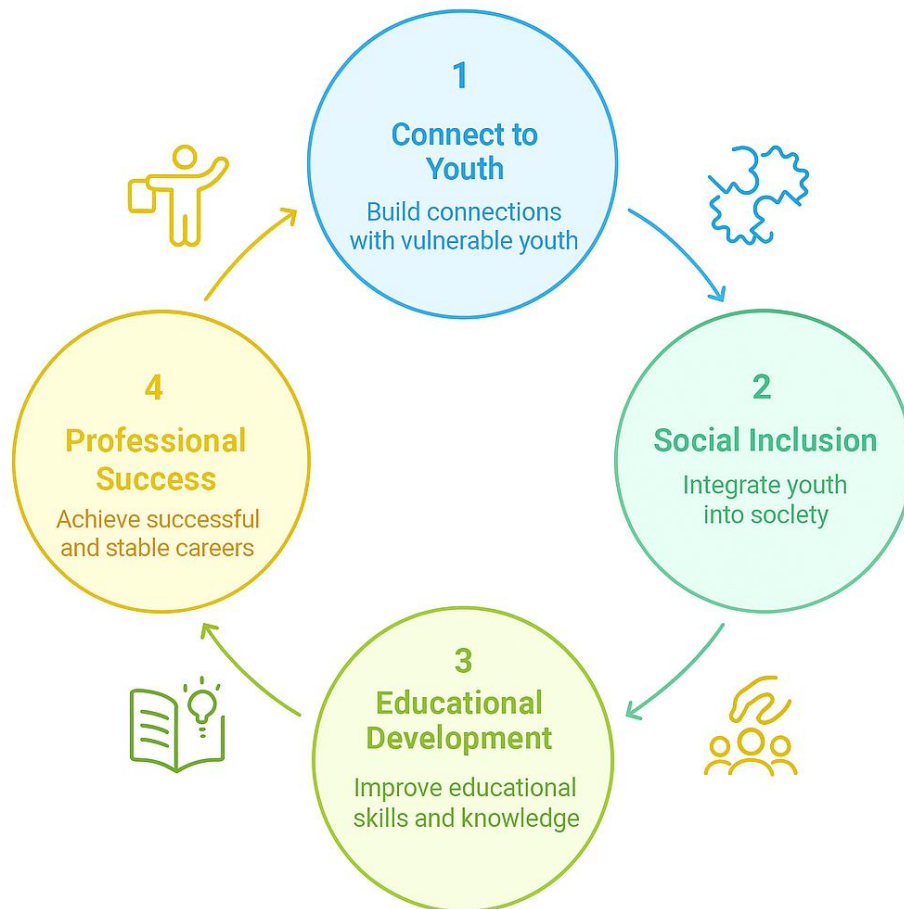 1
Connect to
Youth
Build connections
with vulnerable youth
2
Social Inclusion
Integrate youth
into soclety
3
Educational
Development
Improve educational
skills and knowledge
4
Professional
Success
Achieve successful
and stable careers